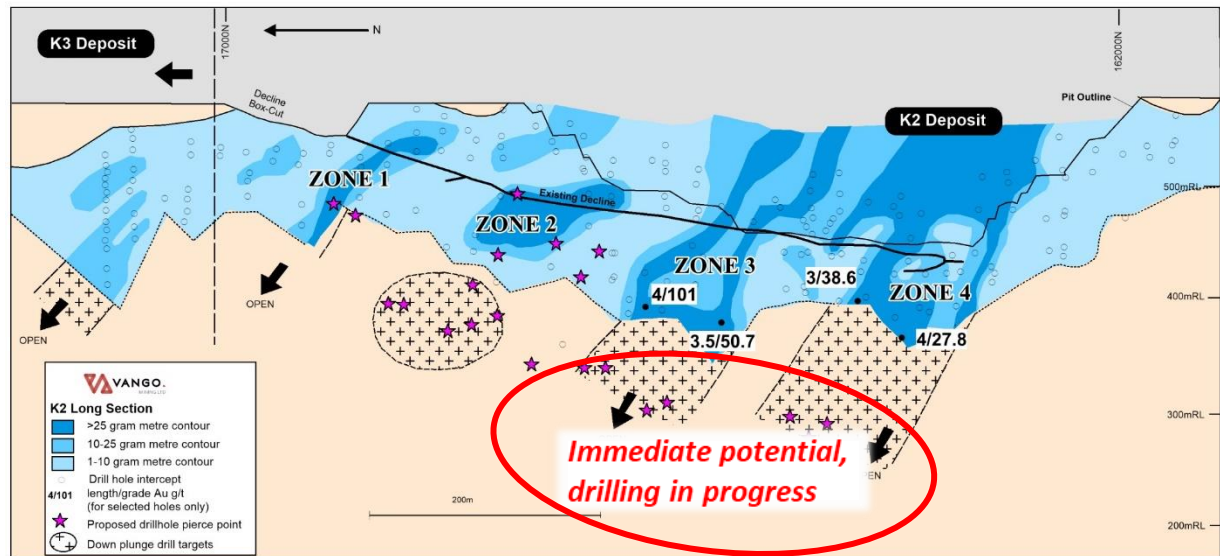 K3 Deposit
17000N
N
162000N
Decline
Box-Cut
Pit Outline
K2 Deposit
500mRL
ZONE 1
Existing Decline
ZONE 2
ZONE 3
3/38.6
ZONE 4
4/101
400mRL
OPEN
OPEN
3.5/50.7
4/27.8
VANGO.
MINING LTD
K2 Long Section
>25 gram metre contour
10-25 gram metre contour
1-10 gram metre contour
Drill hole intercept
4/101 length/grade Au g/t
(for selected holes only)
Proposed drillhole pierce point
Down plunge drill targets
300mRL
Immediate potential,
drilling in progress
200m
200mRL